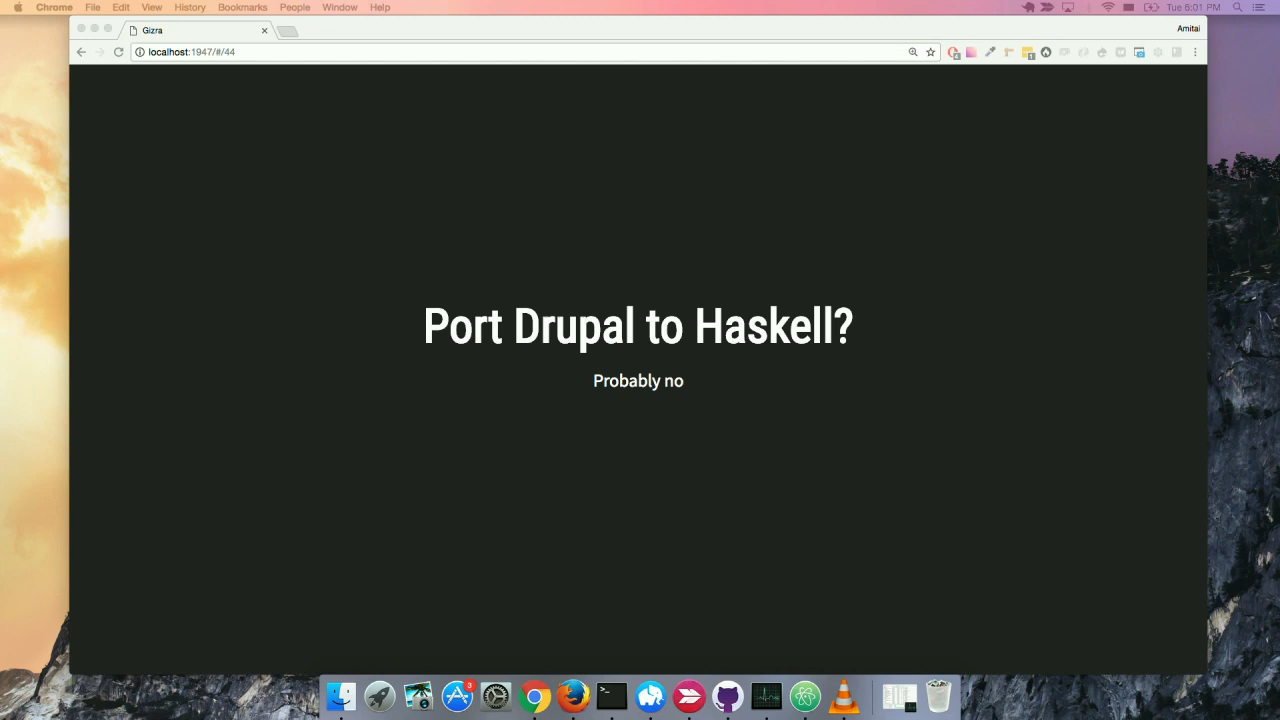 Chrome File Edit View History Bookmarks People Window Help Tue 6:01 PM
Gizra Amitai
localhost:1947/#/44
Port Drupal to Haskell?
Probably no
3